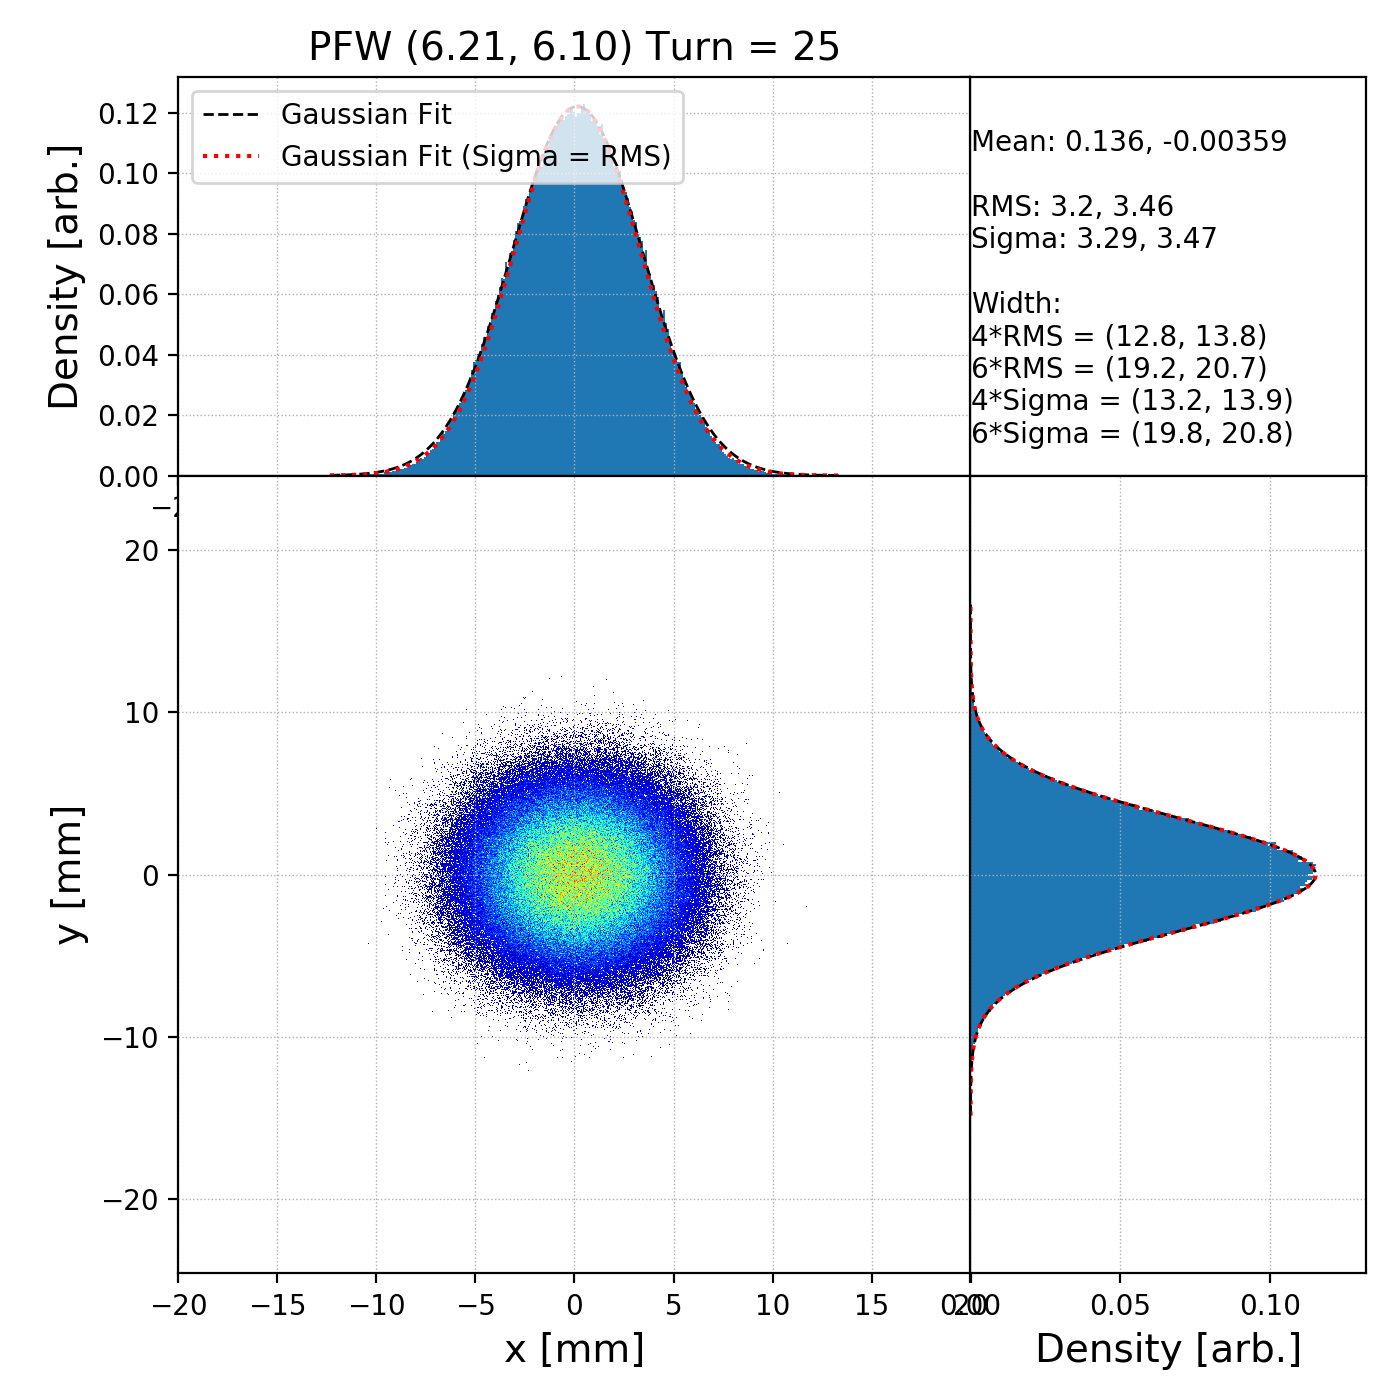 PFW (6.21, 6.10) Turn = 25
Gaussian Fit
Gaussian Fit (Sigma = RMS)
Density [arb.]
0.12
0.10
0.08
0.06
0.04
0.02
0.00
Mean: 0.136, -0.00359
RMS: 3.2, 3.46
Sigma: 3.29, 3.47
Width:
4*RMS = (12.8, 13.8)
6*RMS = (19.2, 20.7)
4*Sigma = (13.2, 13.9)
6*Sigma = (19.8, 20.8)
y [mm]
20
10
0
−10
−20
−20 −15 −10 −5 0 5 10 15 20
x [mm]
0.00 0.05 0.10
Density [arb.]